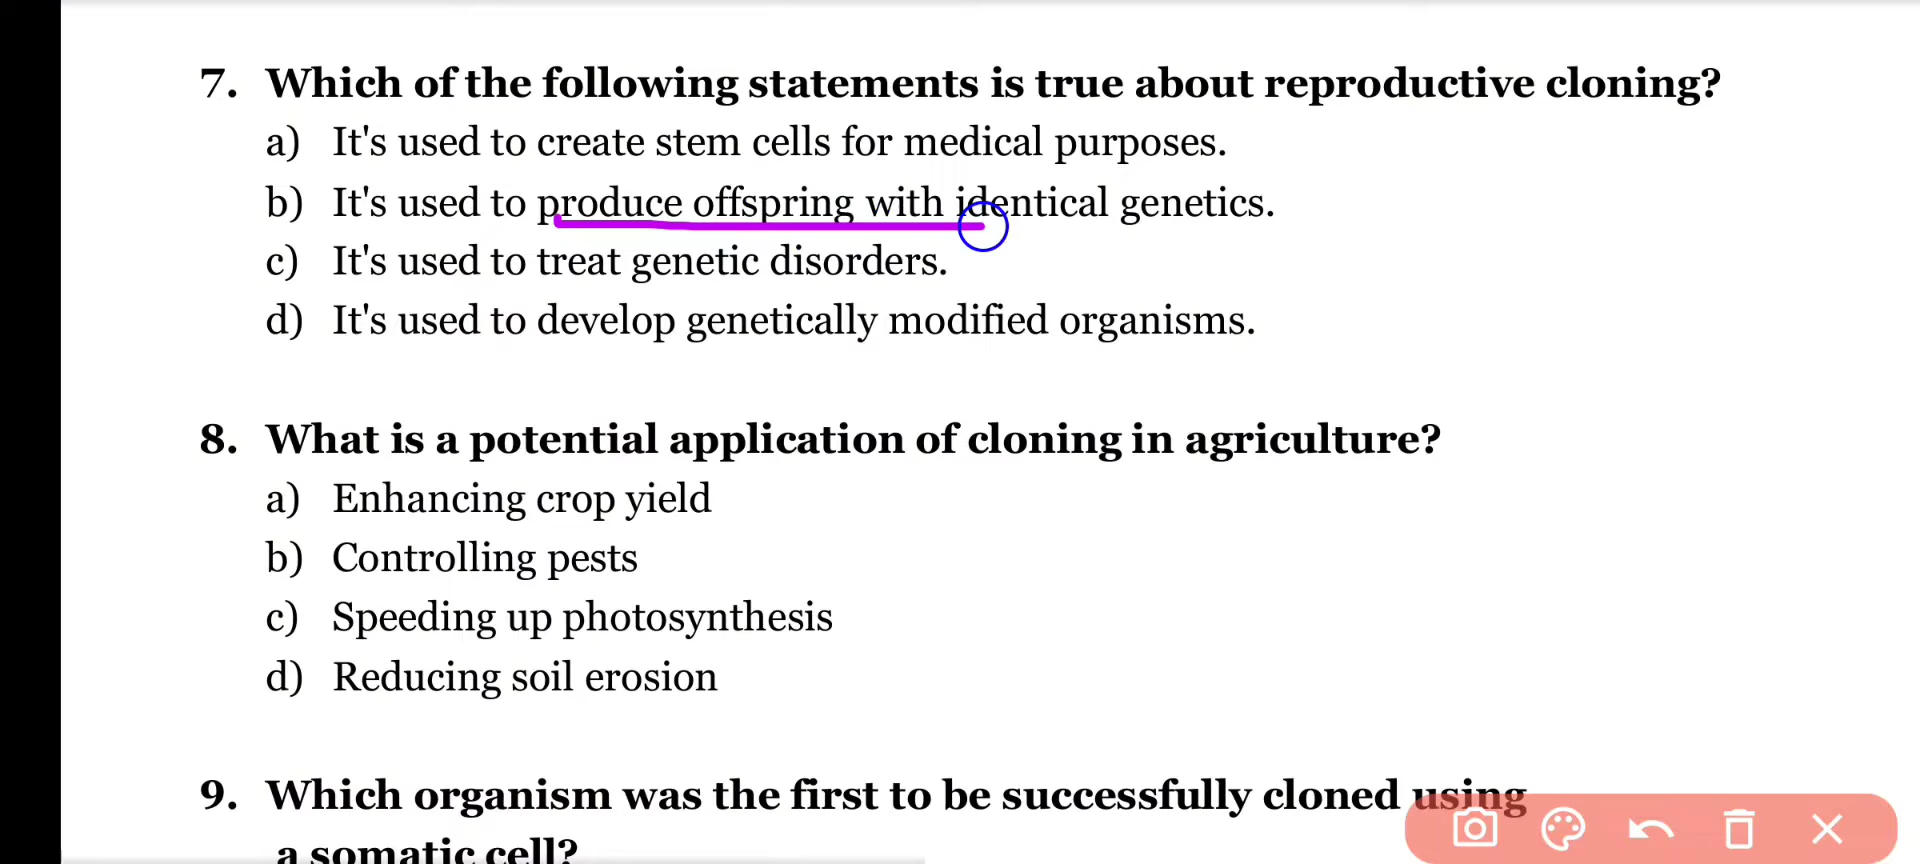 7. Which of the following statements is true about reproductive cloning?
a) It's used to create stem cells for medical purposes.
b) It's used to produce offspring with identical genetics.
c) It's used to treat genetic disorders.
d) It's used to develop genetically modified organisms.
8. What is a potential application of cloning in agriculture?
a) Enhancing crop yield
b) Controlling pests
c) Speeding up photosynthesis
d) Reducing soil erosion
9. Which organism was the first to be successfully cloned using
a somatic cell?